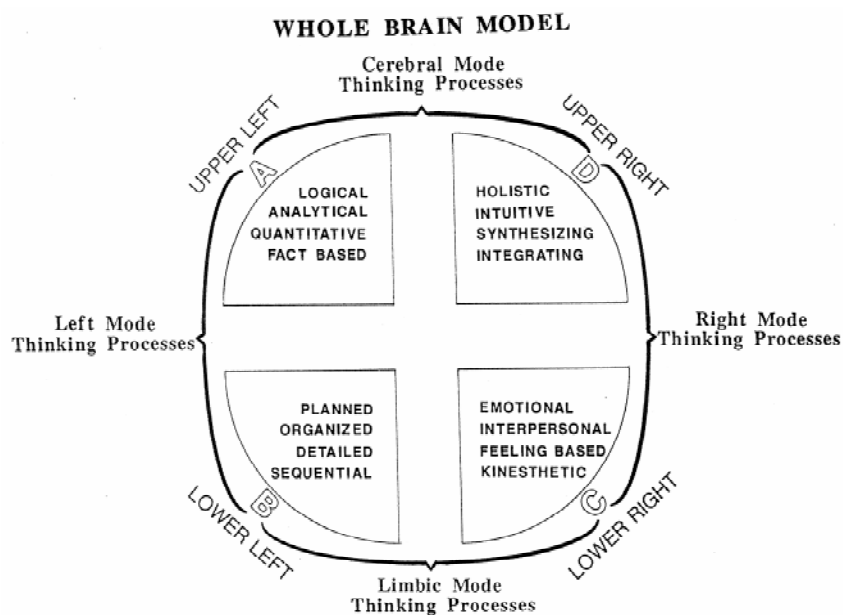 WHOLE BRAIN MODEL
Cerebral Mode
Thinking Processes
UPPER LEFT
UPPER RIGHT
A
D
LOGICAL
ANALYTICAL
QUANTITATIVE
FACT BASED
HOLISTIC
INTUITIVE
SYNTHESIZING
INTEGRATING
Left Mode
Thinking Processes
Right Mode
Thinking Processes
PLANNED
ORGANIZED
DETAILED
SEQUENTIAL
EMOTIONAL
INTERPERSONAL
FEELING BASED
KINESTHETIC
B
C
LOWER LEFT
LOWER RIGHT
Limbic Mode
Thinking Processes